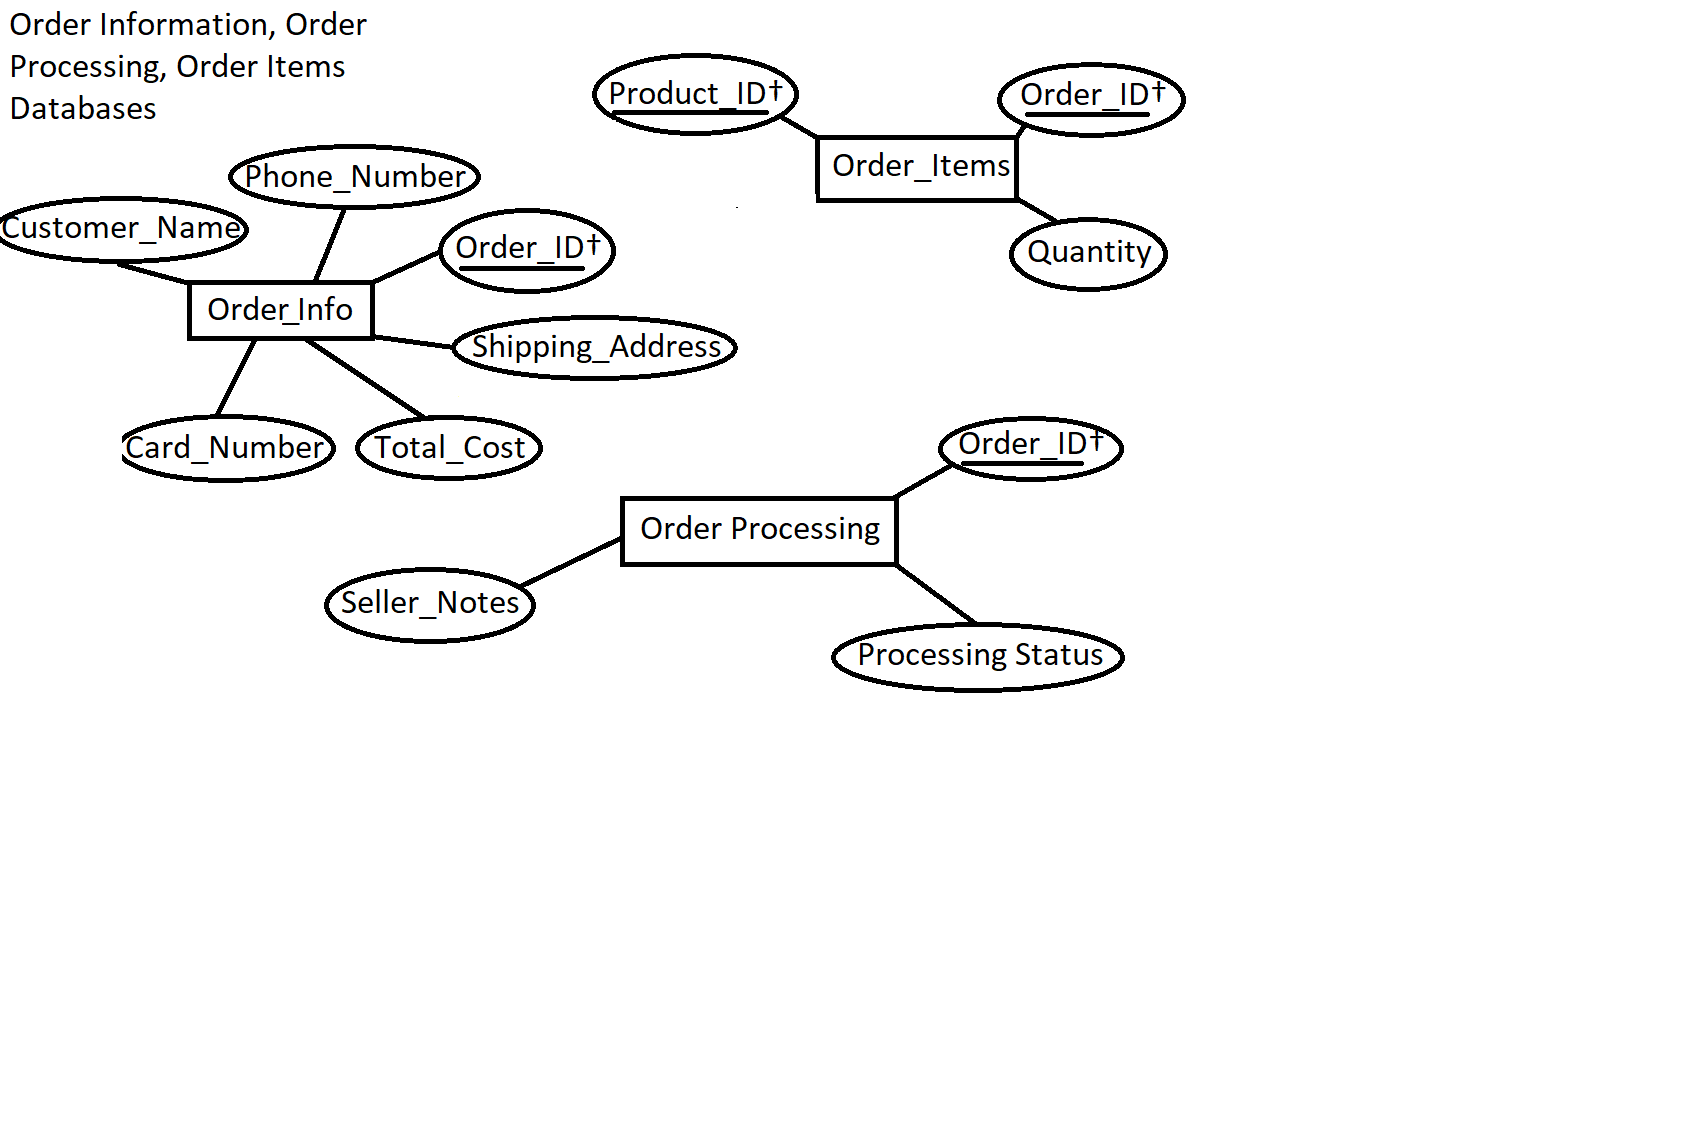 Order Information, Order
Processing, Order Items
Databases
Product_ID†
Order_ID†
Order_Items
Quantity
Phone_Number
Customer_Name
Order_ID†
Order_Info
Shipping_Address
Card_Number
Total_Cost
Order_ID†
Order Processing
Seller_Notes
Processing Status